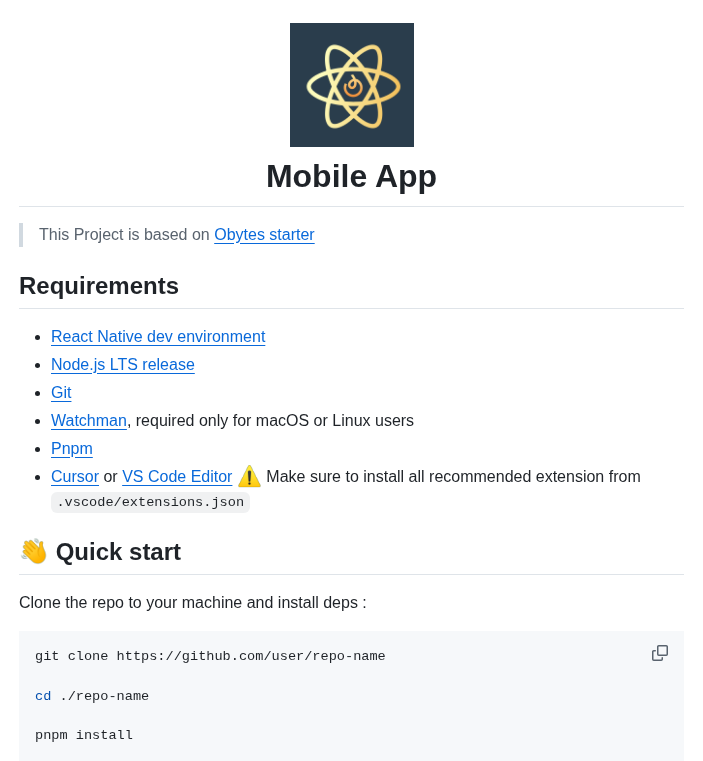 Mobile App
This Project is based on Obytes starter
Requirements
React Native dev environment
Node.js LTS release
Git
Watchman, required only for macOS or Linux users
Pnpm
Cursor or VS Code Editor ⚠️ Make sure to install all recommended extension from
.vscode/extensions.json
👋 Quick start
Clone the repo to your machine and install deps :
git clone https://github.com/user/repo-name
cd ./repo-name
pnpm install